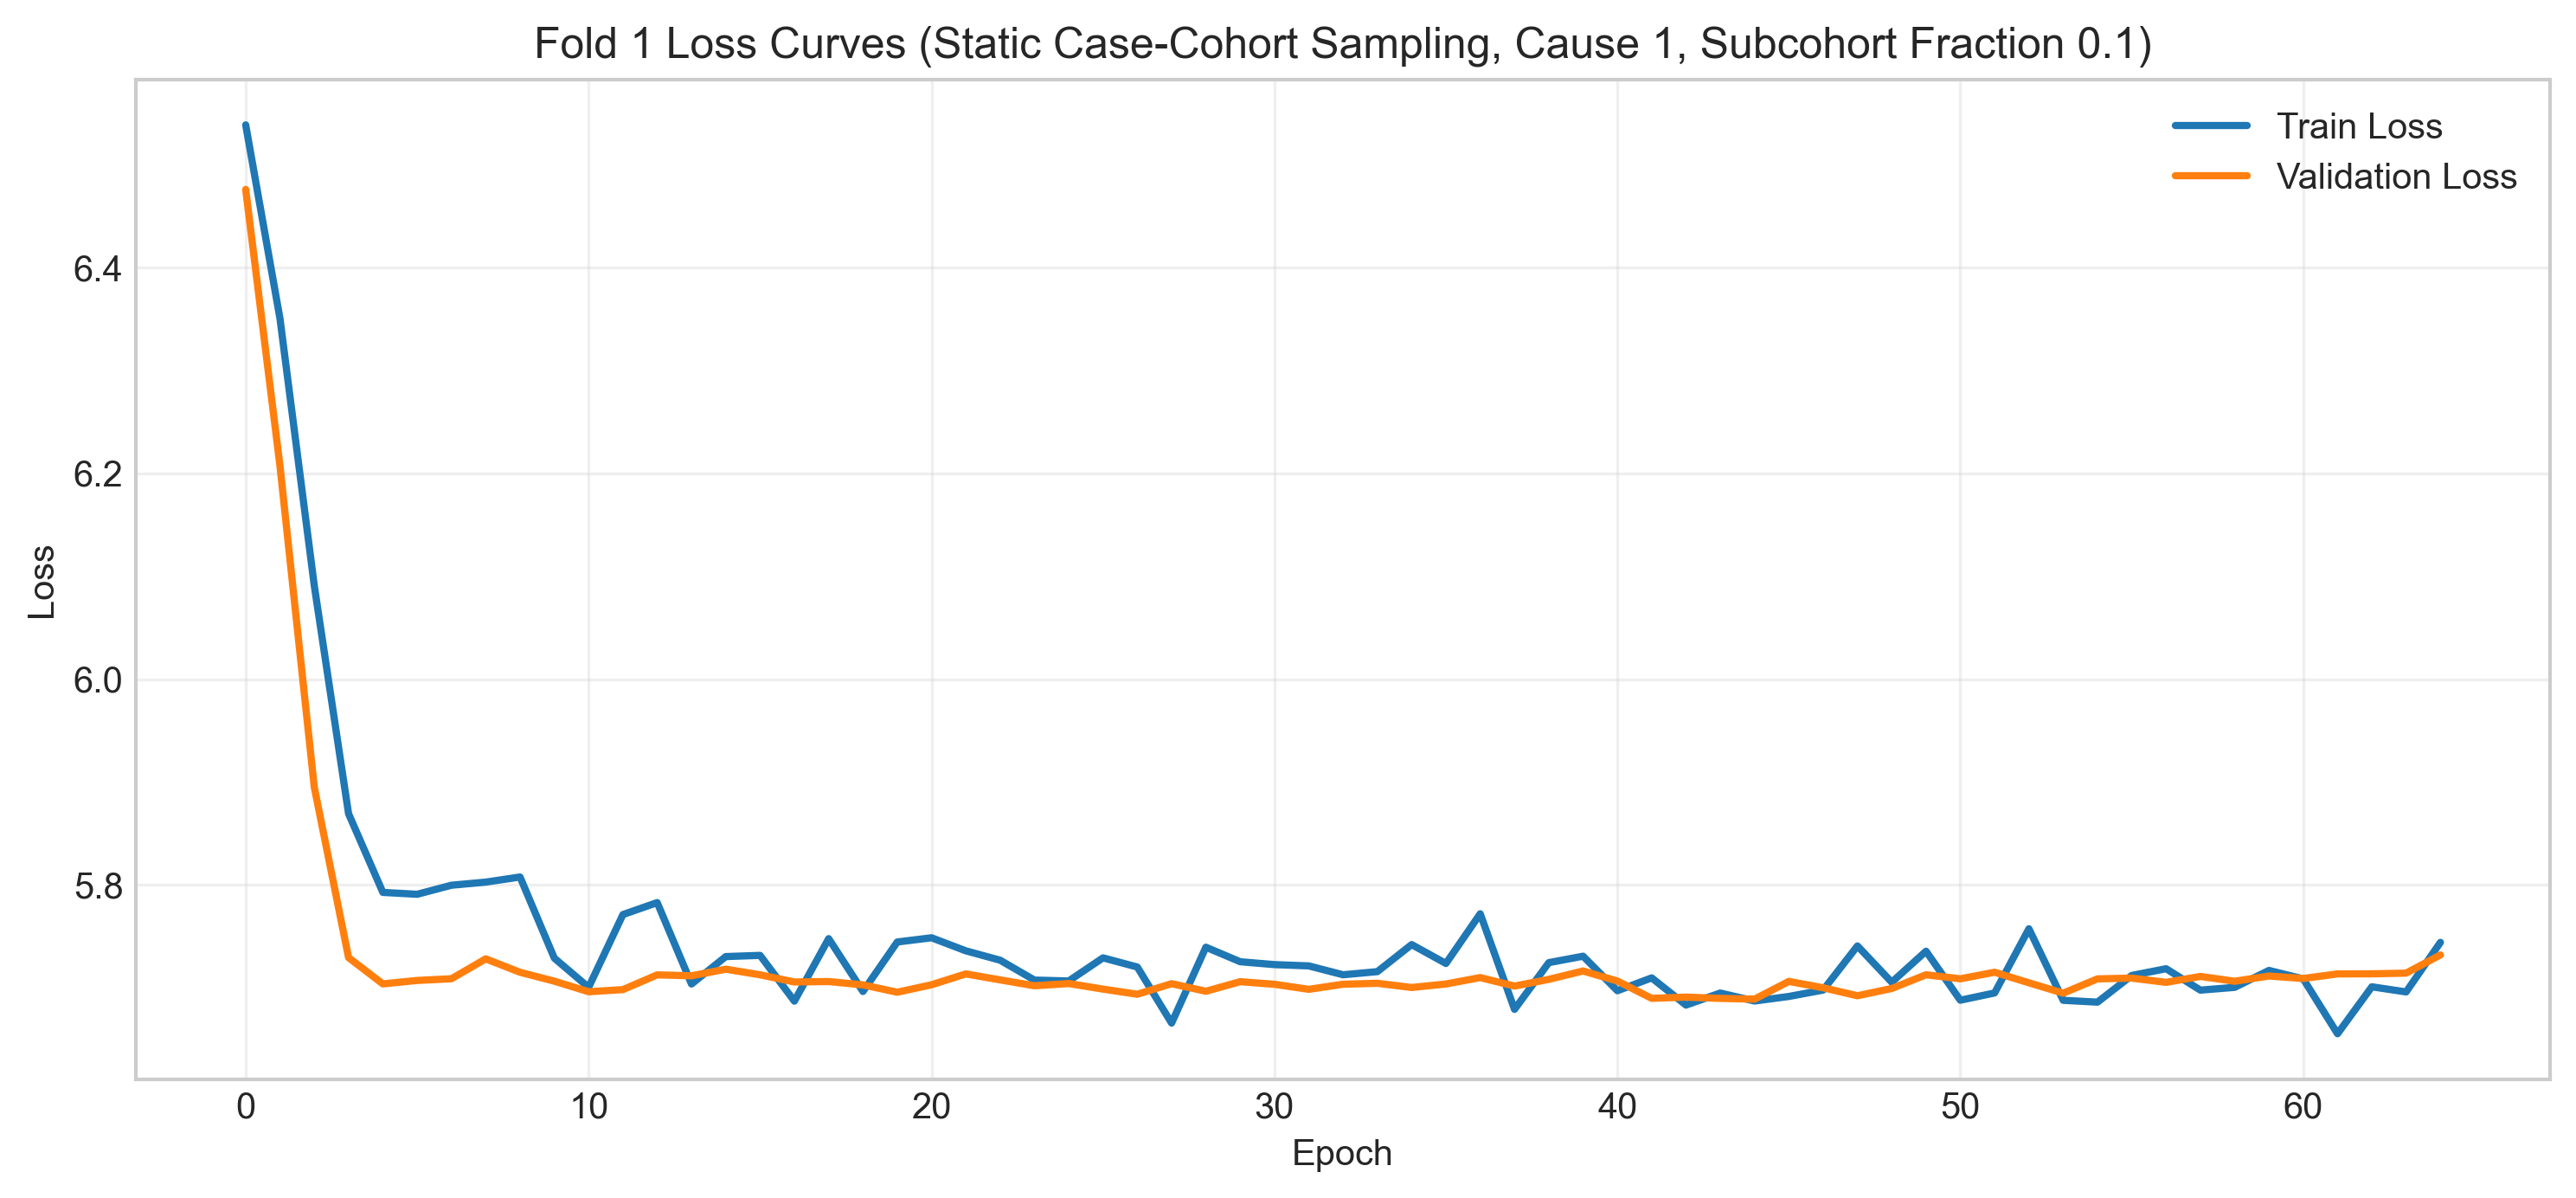 Fold 1 Loss Curves (Static Case-Cohort Sampling, Cause 1, Subcohort Fraction 0.1)
Train Loss
Validation Loss
6.4
6.2
6.0
5.8
Loss
0 10 20 30 40 50 60
Epoch